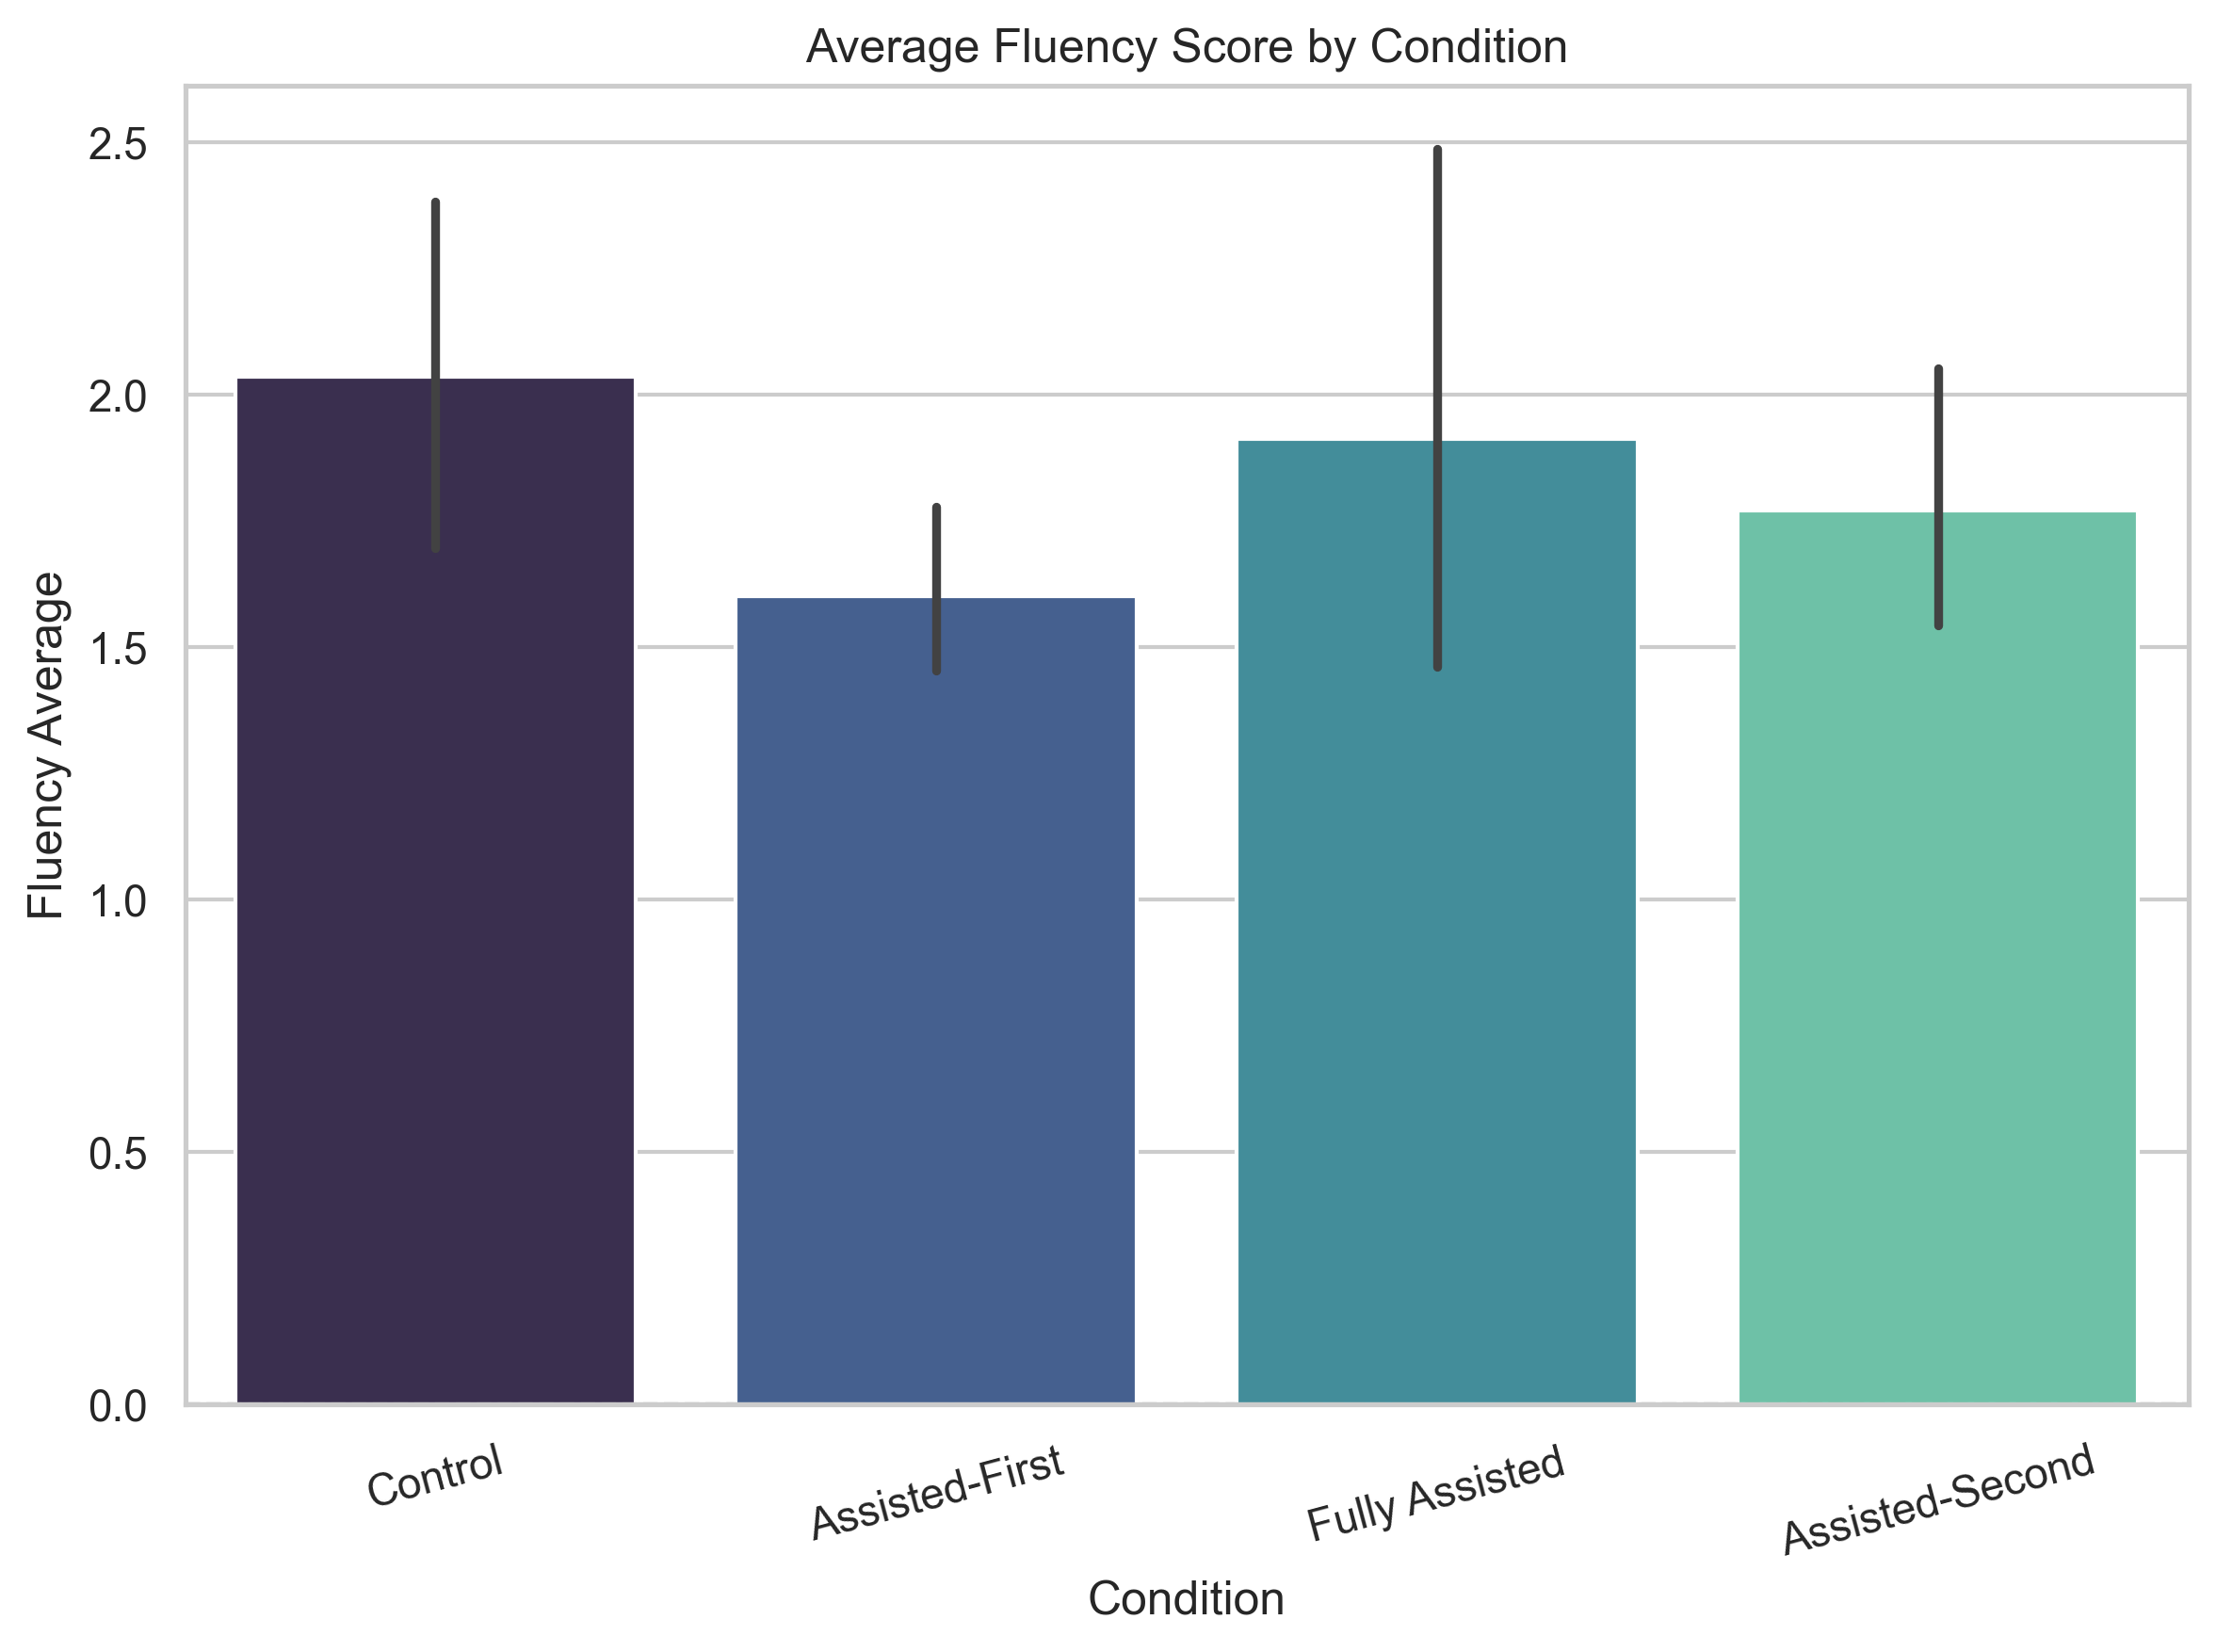 Average Fluency Score by Condition
2.5
2.0
1.5
1.0
0.5
0.0
Fluency Average
Control
Assisted-First
Fully Assisted
Assisted-Second
Condition